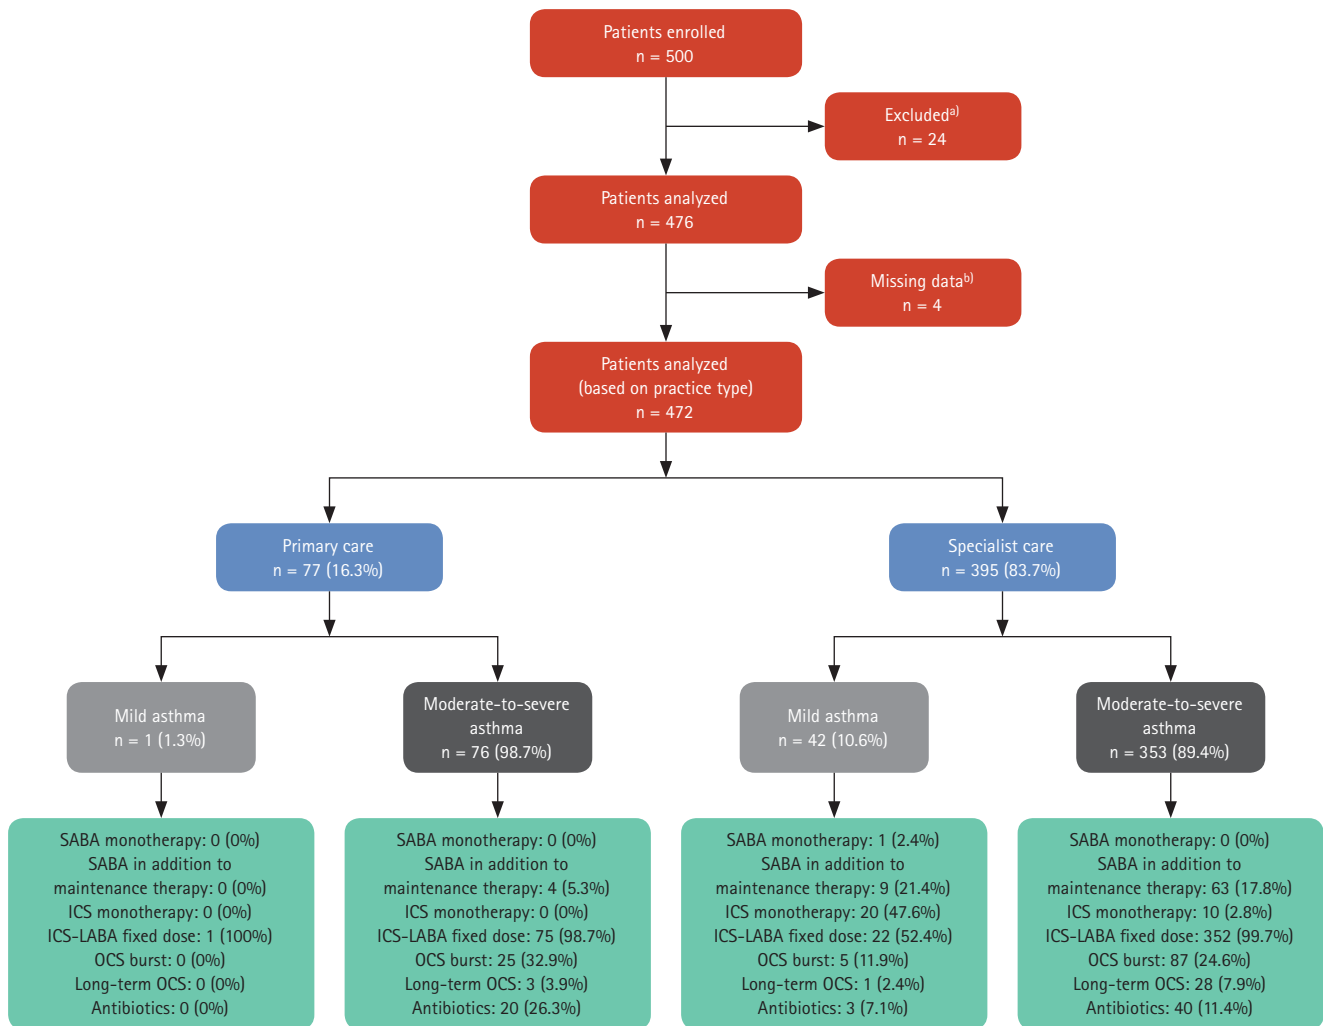 Patients enrolled
n = 500
Excludedᵃ⁾
n = 24
Patients analyzed
n = 476
Missing dataᵇ⁾
n = 4
Patients analyzed
(based on practice type)
n = 472
Primary care
n = 77 (16.3%)
Specialist care
n = 395 (83.7%)
Mild asthma
n = 1 (1.3%)
Moderate-to-severe
asthma
n = 76 (98.7%)
Mild asthma
n = 42 (10.6%)
Moderate-to-severe
asthma
n = 353 (89.4%)
SABA monotherapy: 0 (0%)
SABA in addition to
maintenance therapy: 0 (0%)
ICS monotherapy: 0 (0%)
ICS-LABA fixed dose: 1 (100%)
OCS burst: 0 (0%)
Long-term OCS: 0 (0%)
Antibiotics: 0 (0%)
SABA monotherapy: 0 (0%)
SABA in addition to
maintenance therapy: 4 (5.3%)
ICS monotherapy: 0 (0%)
ICS-LABA fixed dose: 75 (98.7%)
OCS burst: 25 (32.9%)
Long-term OCS: 3 (3.9%)
Antibiotics: 20 (26.3%)
SABA monotherapy: 1 (2.4%)
SABA in addition to
maintenance therapy: 9 (21.4%)
ICS monotherapy: 20 (47.6%)
ICS-LABA fixed dose: 22 (52.4%)
OCS burst: 5 (11.9%)
Long-term OCS: 1 (2.4%)
Antibiotics: 3 (7.1%)
SABA monotherapy: 0 (0%)
SABA in addition to
maintenance therapy: 63 (17.8%)
ICS monotherapy: 10 (2.8%)
ICS-LABA fixed dose: 352 (99.7%)
OCS burst: 87 (24.6%)
Long-term OCS: 28 (7.9%)
Antibiotics: 40 (11.4%)